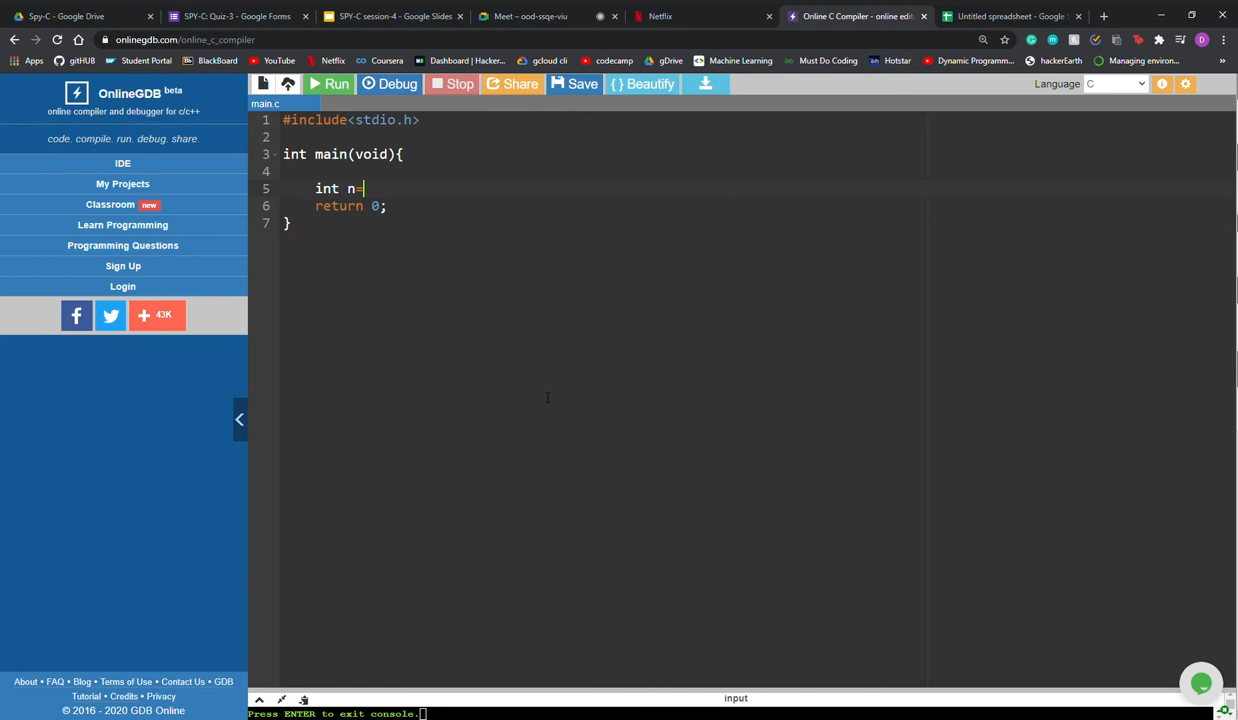 Spy-C - Google Drive
SPY-C: Quiz-3 - Google Forms
SPY-C session-4 - Google Slides
Meet – ood-ssqe-viu
Netflix
Online C Compiler - online edit
Untitled spreadsheet - Google
onlinegdb.com/online_c_compiler
D
Apps
gitHUB
Student Portal
BlackBoard
YouTube
Netflix
Coursera
Dashboard | Hacker...
gcloud cli
codecamp
gDrive
Machine Learning
Must Do Coding
Hotstar
Dynamic Programm...
hackerEarth
Managing environ...
»
OnlineGDB beta
online compiler and debugger for c/c++
code. compile. run. debug. share.
IDE
My Projects
Classroom new
Learn Programming
Programming Questions
Sign Up
Login
43K
About • FAQ • Blog • Terms of Use • Contact Us • GDB
Tutorial • Credits • Privacy
© 2016 - 2020 GDB Online
Run
Debug
Stop
Share
Save
{ } Beautify
Language C
main.c
1 #include<stdio.h>
2
3 int main(void){
4
5 int n=
6 return 0;
7 }
input
Press ENTER to exit console.